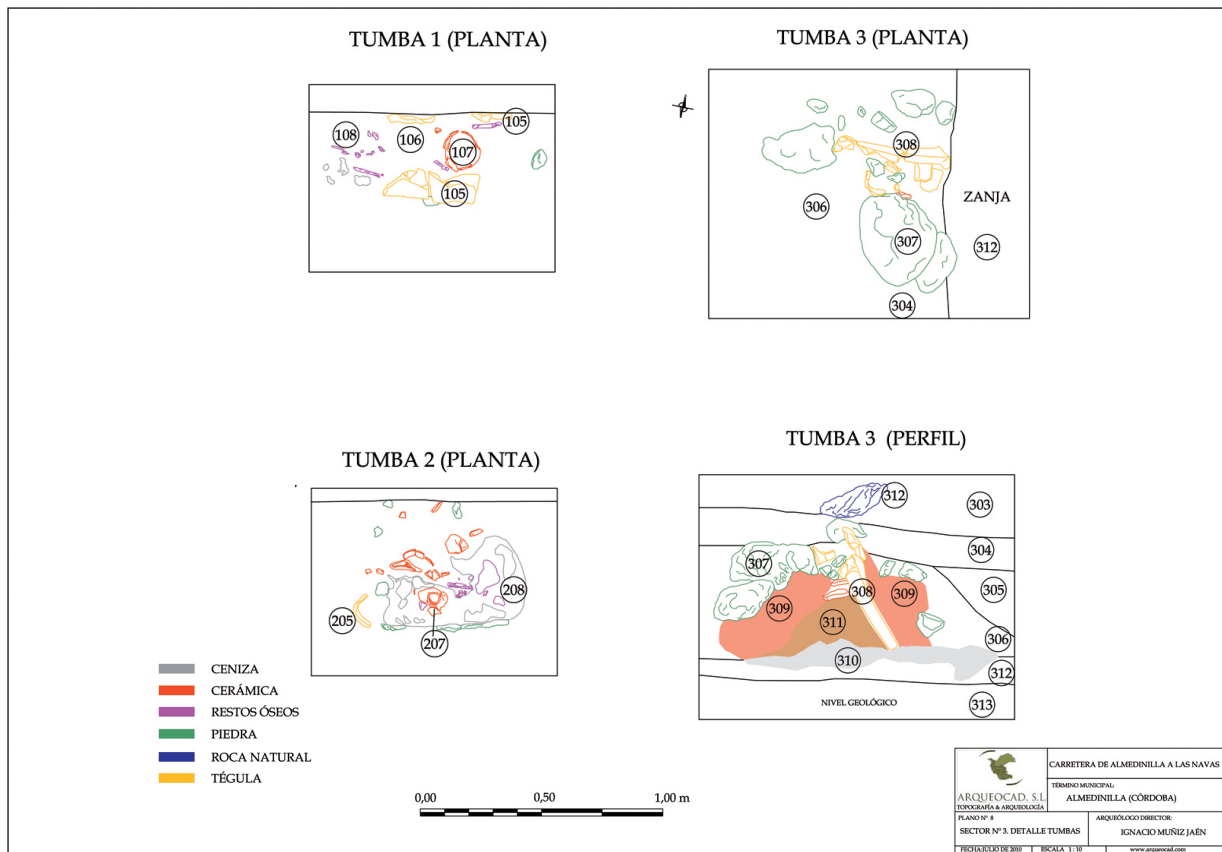 TUMBA 1 (PLANTA)
108
106
107
105
105
TUMBA 3 (PLANTA)
308
306
307
304
ZANJA
312
TUMBA 2 (PLANTA)
205
207
208
TUMBA 3 (PERFIL)
312
303
304
307
305
308
309
309
311
306
310
312
NIVEL GEOLÓGICO
313
CENIZA
CERÁMICA
RESTOS ÓSEOS
PIEDRA
ROCA NATURAL
TÉGULA
0,00 0,50 1,00 m
ARQUEOCAD, S.L.
TOPOGRAFÍA & ARQUEOLOGÍA
CARRETERA DE ALMEDINILLA A LAS NAVAS
TÉRMINO MUNICIPAL:
ALMEDINILLA (CÓRDOBA)
PLANO Nº 8
SECTOR Nº 3. DETALLE TUMBAS
ARQUEÓLOGO DIRECTOR:
IGNACIO MUÑIZ JAÉN
FECHA:JULIO DE 2010 ESCALA 1 : 10 www.arqueocad.com